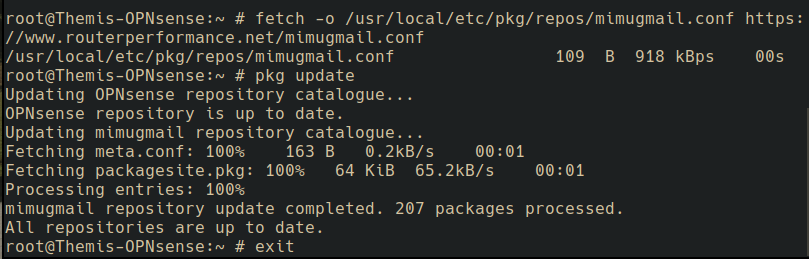 root@Themis-OPNsense:~ # fetch -o /usr/local/etc/pkg/repos/mimugmail.conf https:
//www.routerperformance.net/mimugmail.conf
/usr/local/etc/pkg/repos/mimugmail.conf                109  B  918 kBps    00s
root@Themis-OPNsense:~ # pkg update
Updating OPNsense repository catalogue...
OPNsense repository is up to date.
Updating mimugmail repository catalogue...
Fetching meta.conf: 100%    163 B   0.2kB/s    00:01
Fetching packagesite.pkg: 100%   64 KiB  65.2kB/s    00:01
Processing entries: 100%
mimugmail repository update completed. 207 packages processed.
All repositories are up to date.
root@Themis-OPNsense:~ # exit